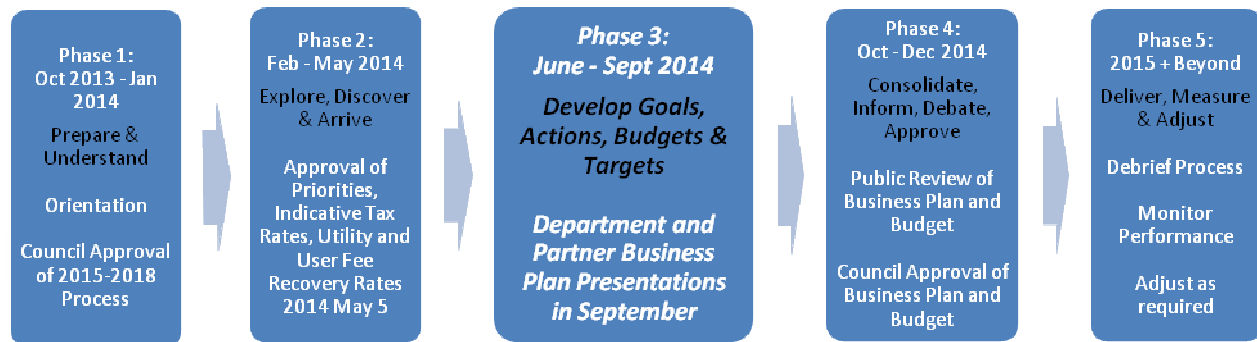 Phase 1:
Oct 2013 - Jan
2014
Prepare &
Understand
Orientation
Council Approval
of 2015-2018
Process
Phase 2:
Feb - May 2014
Explore, Discover
& Arrive
Approval of
Priorities,
Indicative Tax
Rates, Utility and
User Fee
Recovery Rates
2014 May 5
Phase 3:
June - Sept 2014
Develop Goals,
Actions, Budgets &
Targets
Department and
Partner Business
Plan Presentations
in September
Phase 4:
Oct - Dec 2014
Consolidate,
Inform, Debate,
Approve
Public Review of
Business Plan and
Budget
Council Approval of
Business Plan and
Budget
Phase 5:
2015 + Beyond
Deliver, Measure
& Adjust
Debrief Process
Monitor
Performance
Adjust as
required